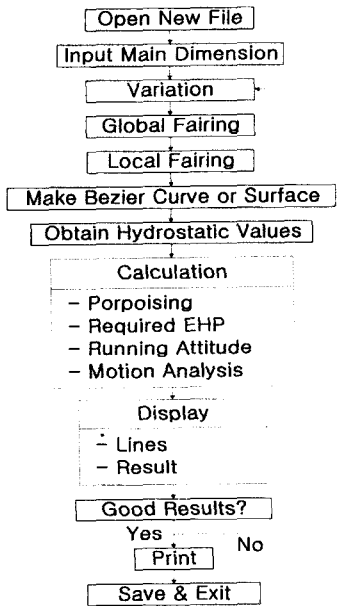 Open New File
Input Main Dimension
Variation
Global Fairing
Local Fairing
Make Bezier Curve or Surface
Obtain Hydrostatic Values
Calculation
- Porpoising
- Required EHP
- Running Attitude
- Motion Analysis
Display
- Lines
- Result
Good Results?
Yes
No
Print
Save & Exit